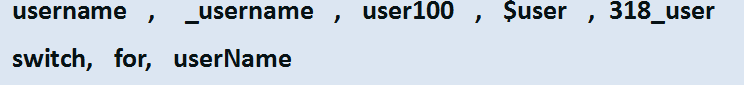 username , _username , user100 , $user , 318_user
switch, for, userName